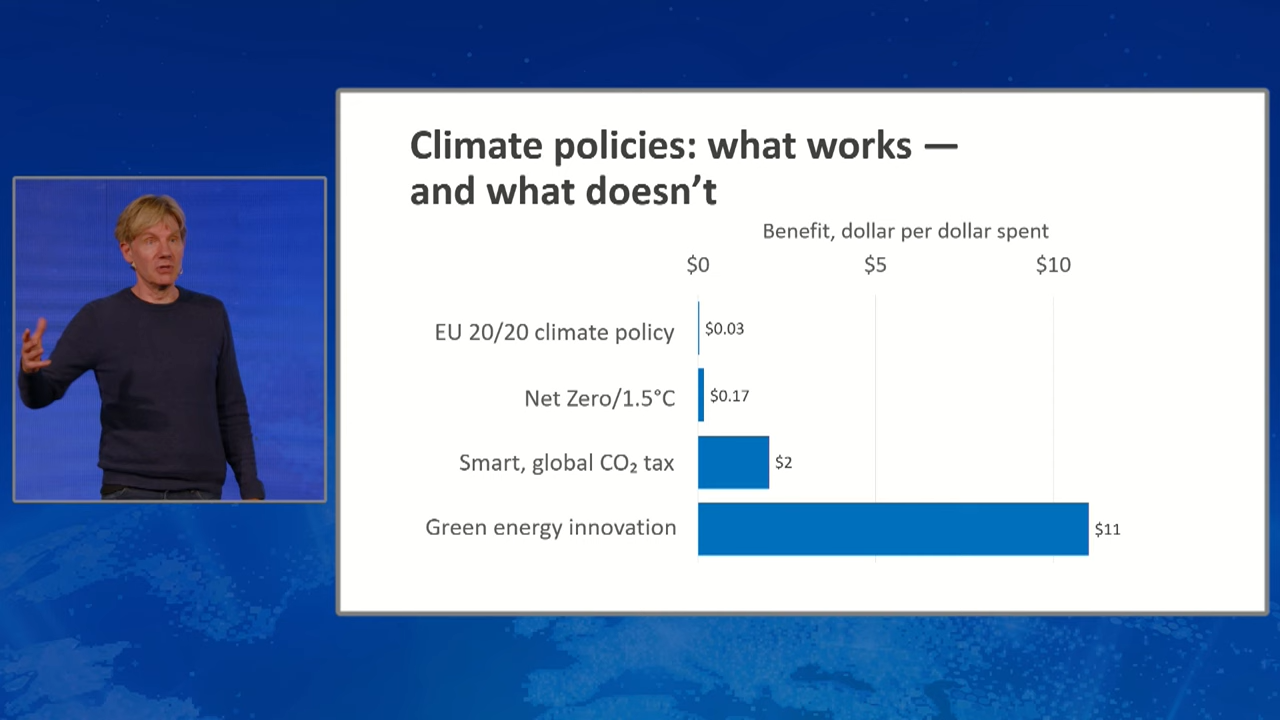 Climate policies: what works —
and what doesn’t
Benefit, dollar per dollar spent
$0 $5 $10
EU 20/20 climate policy $0.03
Net Zero/1.5°C $0.17
Smart, global CO₂ tax $2
Green energy innovation $11